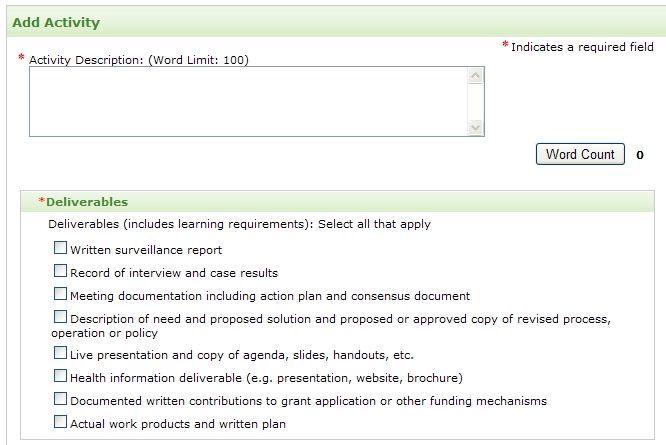 Add Activity
* Indicates a required field
* Activity Description: (Word Limit: 100)
Word Count 0
*Deliverables
Deliverables (includes learning requirements): Select all that apply
Written surveillance report
Record of interview and case results
Meeting documentation including action plan and consensus document
Description of need and proposed solution and proposed or approved copy of revised process,
operation or policy
Live presentation and copy of agenda, slides, handouts, etc.
Health information deliverable (e.g. presentation, website, brochure)
Documented written contributions to grant application or other funding mechanisms
Actual work products and written plan